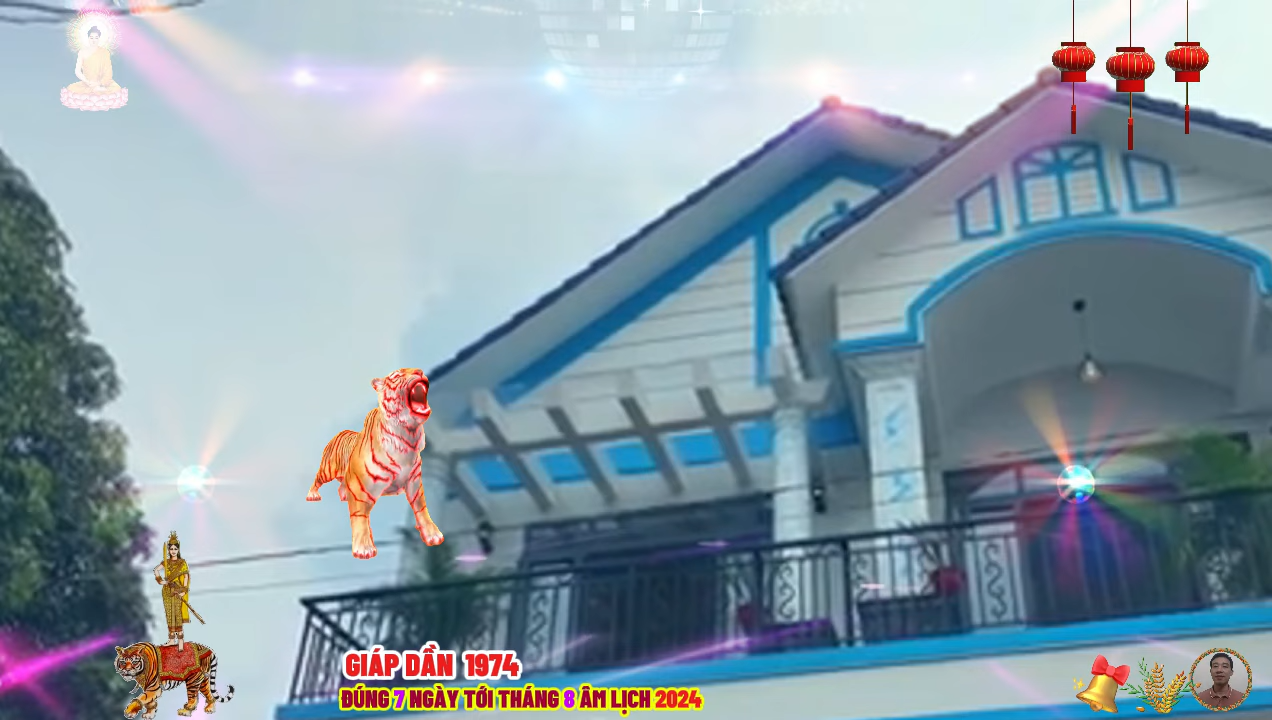 GIÁP DẦN 1974
ĐÚNG 7 NGÀY TỚI THÁNG 8 ÂM LỊCH 2024